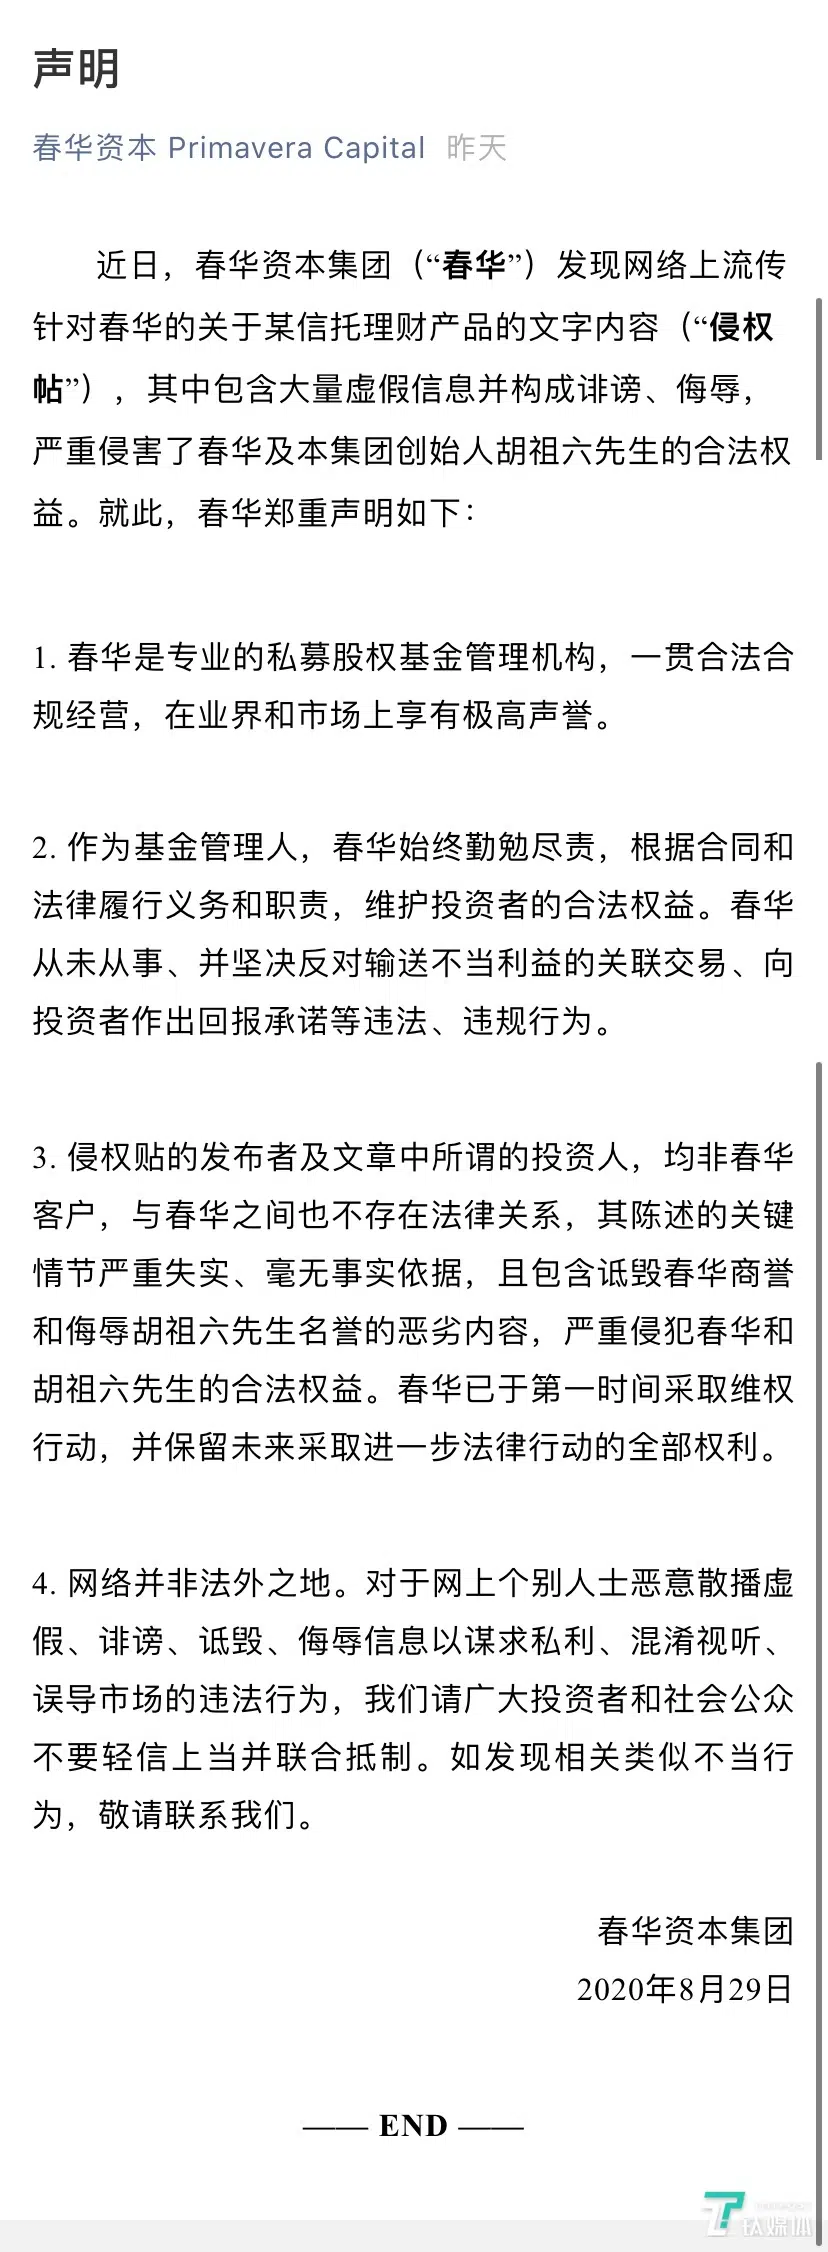 声明
春华资本 Primavera Capital 昨天
近日，春华资本集团（“春华”）发现网络上流传
针对春华的关于某信托理财产品的文字内容（“侵权
帖”），其中包含大量虚假信息并构成诽谤、侮辱，
严重侵害了春华及本集团创始人胡祖六先生的合法权
益。就此，春华郑重声明如下：
1. 春华是专业的私募股权基金管理机构，一贯合法合
规经营，在业界和市场上享有极高声誉。
2. 作为基金管理人，春华始终勤勉尽责，根据合同和
法律履行义务和职责，维护投资者的合法权益。春华
从未从事、并坚决反对输送不当利益的关联交易、向
投资者作出回报承诺等违法、违规行为。
3. 侵权贴的发布者及文章中所谓的投资人，均非春华
客户，与春华之间也不存在法律关系，其陈述的关键
情节严重失实、毫无事实依据，且包含诋毁春华商誉
和侮辱胡祖六先生名誉的恶劣内容，严重侵犯春华和
胡祖六先生的合法权益。春华已于第一时间采取维权
行动，并保留未来采取进一步法律行动的全部权利。
4. 网络并非法外之地。对于网上个别人士恶意散播虚
假、诽谤、诋毁、侮辱信息以谋求私利、混淆视听、
误导市场的违法行为，我们请广大投资者和社会公众
不要轻信上当并联合抵制。如发现相关类似不当行
为，敬请联系我们。
春华资本集团
2020年8月29日
—— END ——
钛媒体